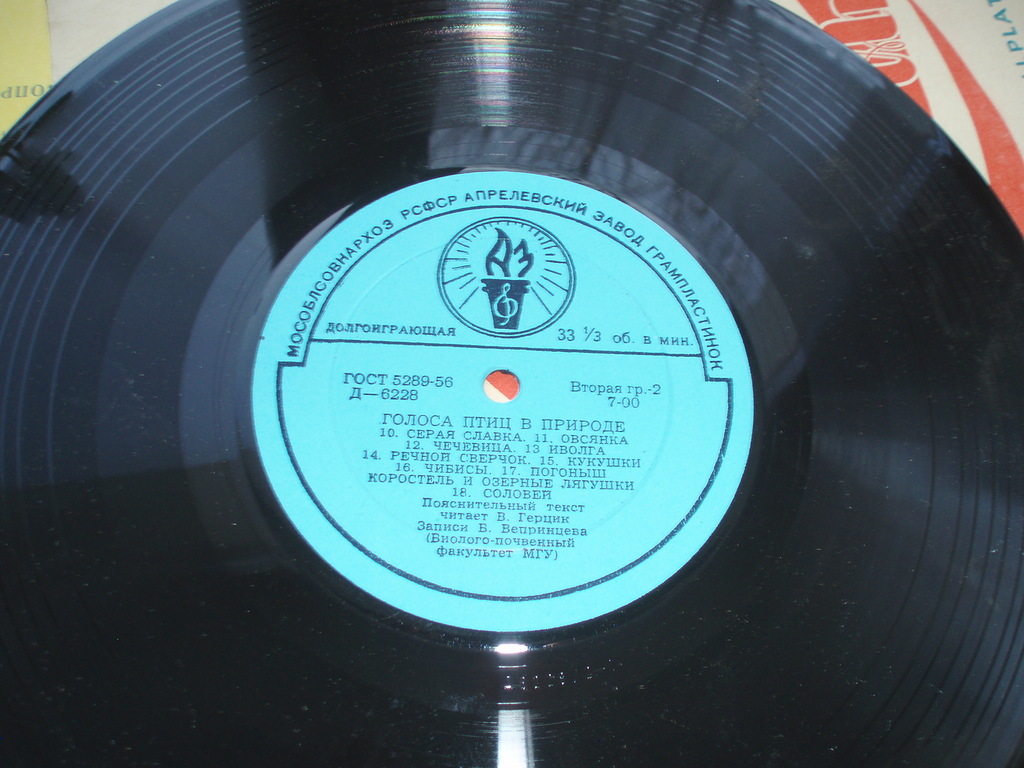 МОСОБЛСОВНАРХОЗ РСФСР АПРЕЛЕВСКИЙ ЗАВОД ГРАМПЛАСТИНОК
АЗ
ДОЛГОИГРАЮЩАЯ 33 1/3 об. в мин.
ГОСТ 5289-56 Вторая гр.-2
Д—6228 7-00
ГОЛОСА ПТИЦ В ПРИРОДЕ
10. СЕРАЯ СЛАВКА. 11. ОВСЯНКА
12. ЧЕЧЕВИЦА. 13 ИВОЛГА
14. РЕЧНОЙ СВЕРЧОК. 15. КУКУШКИ
16. ЧИБИСЫ. 17. ПОГОНЫШ
КОРОСТЕЛЬ И ОЗЕРНЫЕ ЛЯГУШКИ
18. СОЛОВЕЙ
Пояснительный текст
читает В. Герцик
Записи Б. Вепринцева
(Биолого-почвенный
факультет МГУ)
PLAT